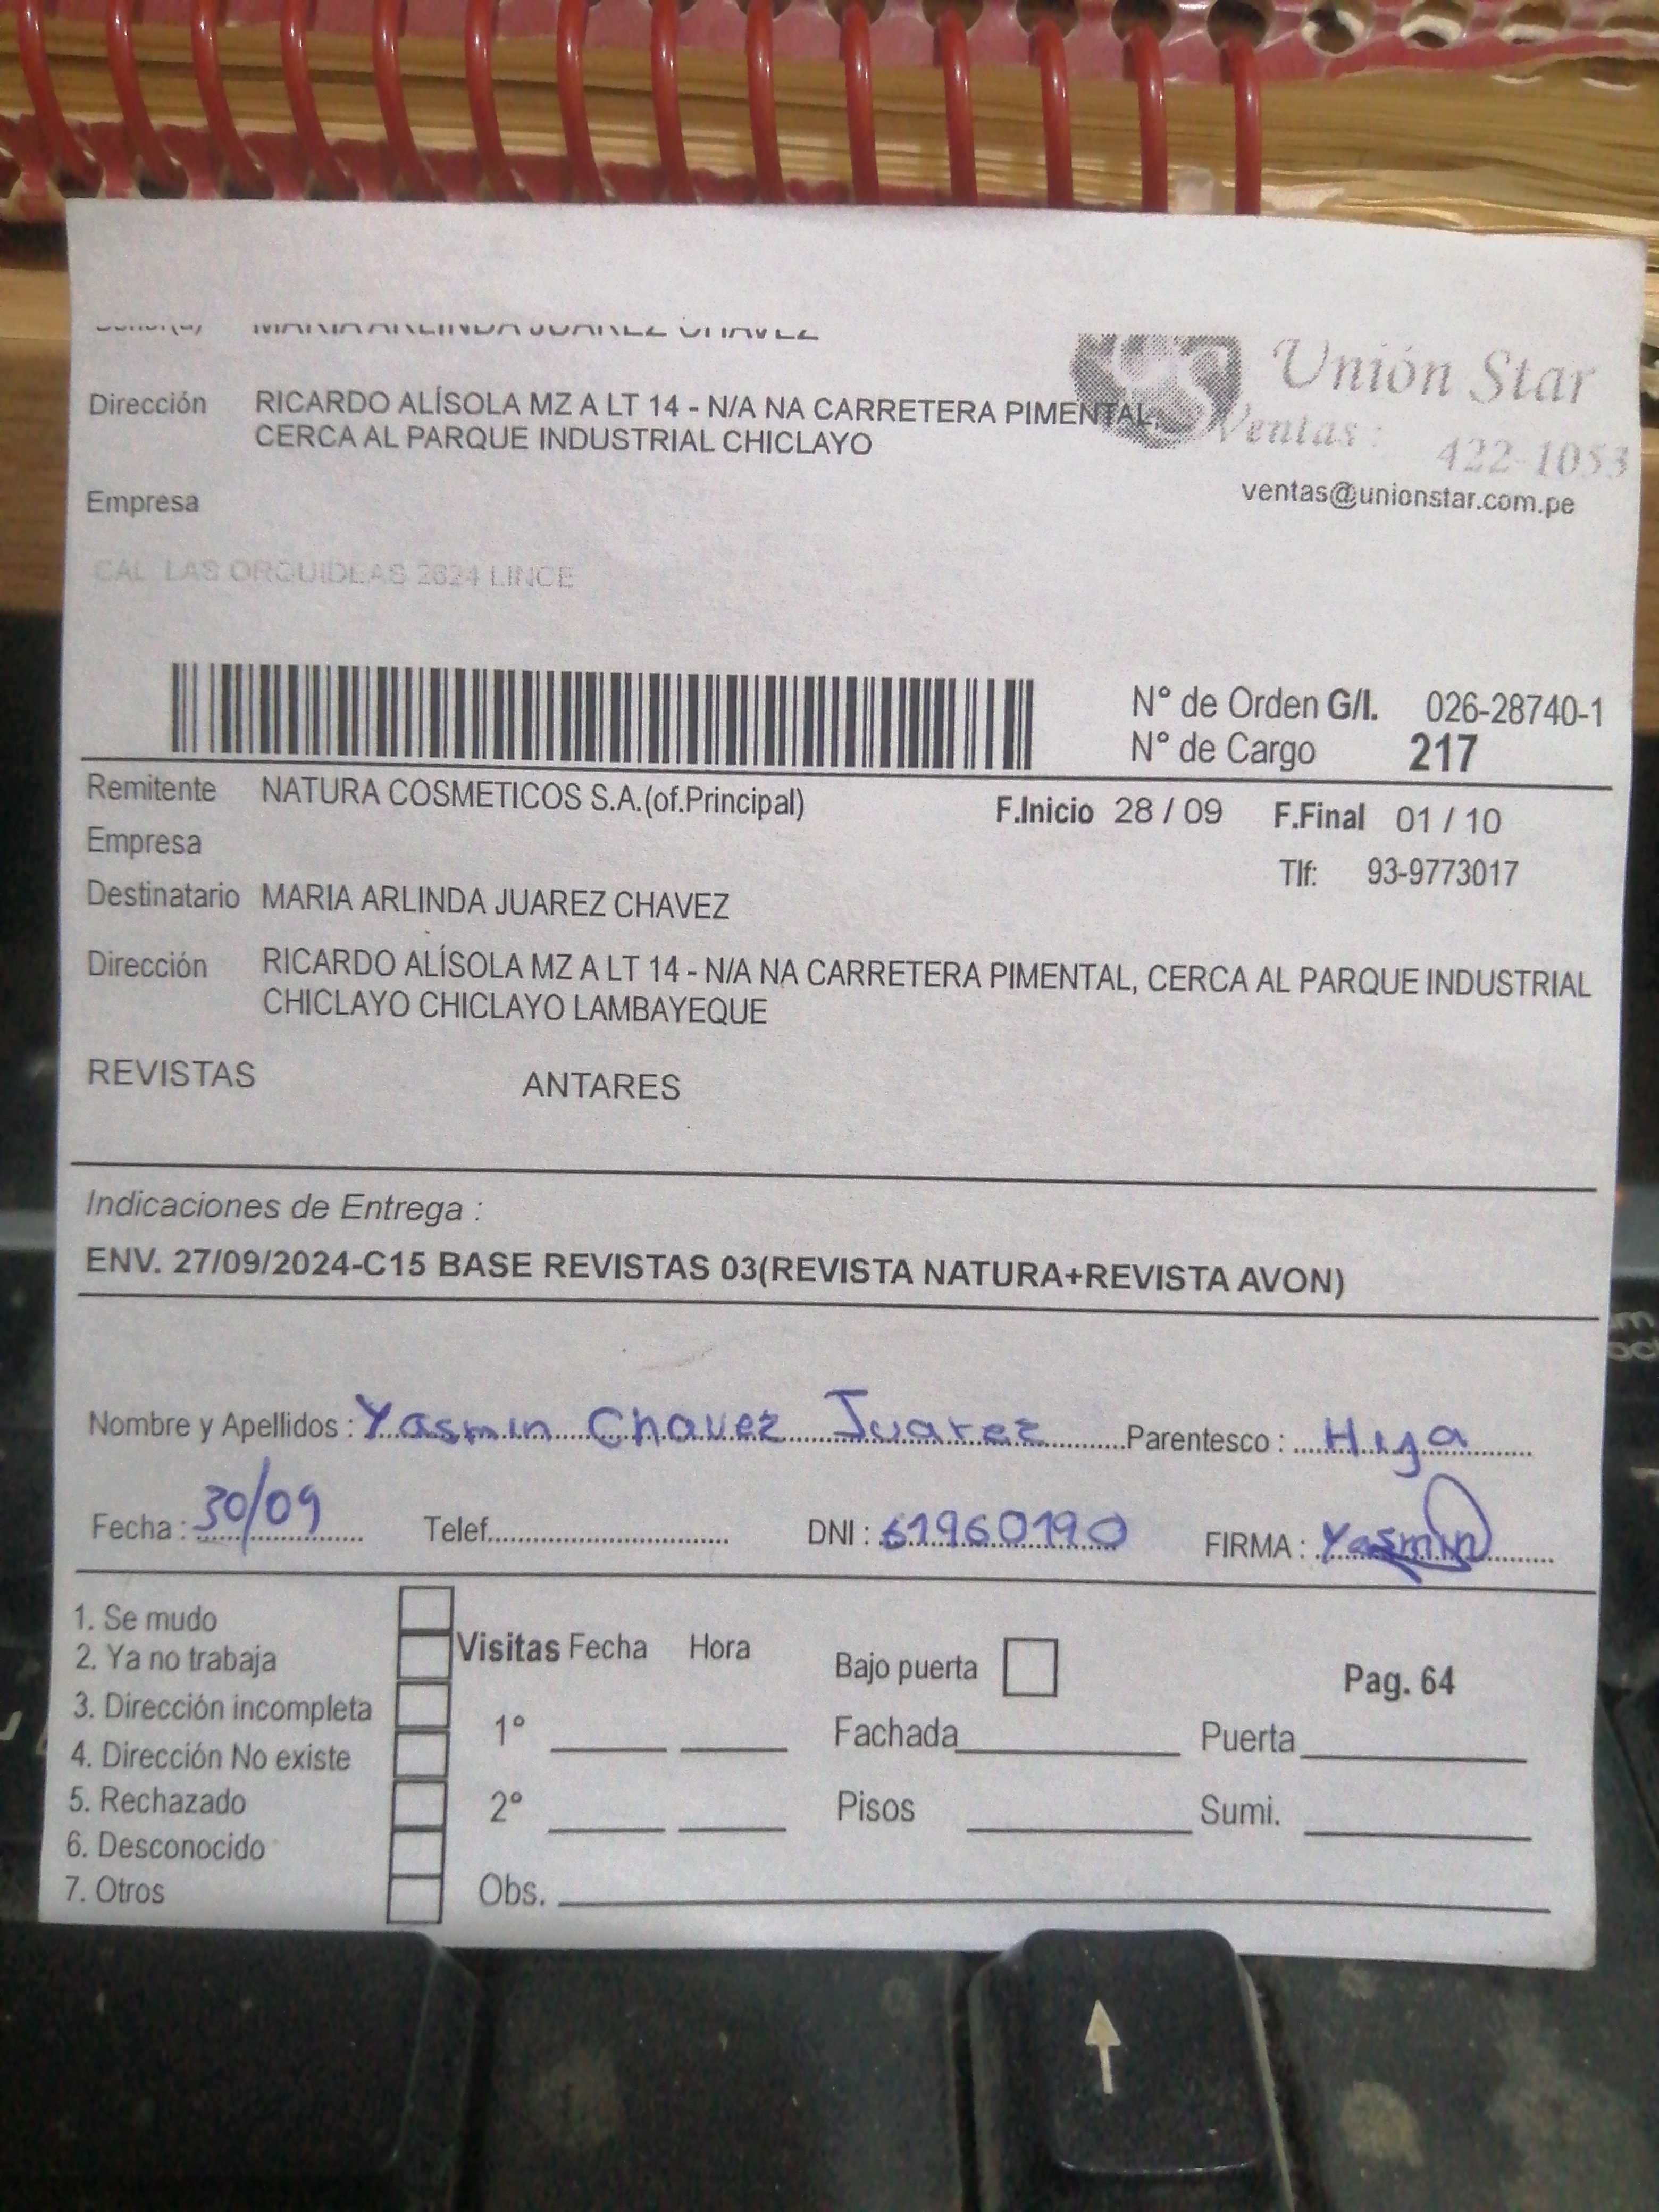 Señor(a) MARIA ARLINDA JUAREZ CHAVEZ
Unión Star
Dirección RICARDO ALÍSOLA MZ A LT 14 - N/A NA CARRETERA PIMENTAL,
CERCA AL PARQUE INDUSTRIAL CHICLAYO
Ventas : 422-1053
ventas@unionstar.com.pe
Empresa
CAL LAS ORQUIDEAS 2624 LINCE
N° de Orden G/I. 026-28740-1
N° de Cargo 217
Remitente NATURA COSMETICOS S.A.(of.Principal) F.Inicio 28 / 09 F.Final 01 / 10
Empresa
Tlf: 93-9773017
Destinatario MARIA ARLINDA JUAREZ CHAVEZ
Dirección RICARDO ALÍSOLA MZ A LT 14 - N/A NA CARRETERA PIMENTAL, CERCA AL PARQUE INDUSTRIAL
CHICLAYO CHICLAYO LAMBAYEQUE
REVISTAS ANTARES
Indicaciones de Entrega :
ENV. 27/09/2024-C15 BASE REVISTAS 03(REVISTA NATURA+REVISTA AVON)
Nombre y Apellidos : Yasmin Chavez Juarez Parentesco : Hija
Fecha : 30/09 Telef. DNI : 61960190 FIRMA : Yasmin
1. Se mudo
2. Ya no trabaja
3. Dirección incompleta
4. Dirección No existe
5. Rechazado
6. Desconocido
7. Otros
Visitas Fecha Hora
1°
2°
Obs.
Bajo puerta
Pag. 64
Fachada Puerta
Pisos Sumi.